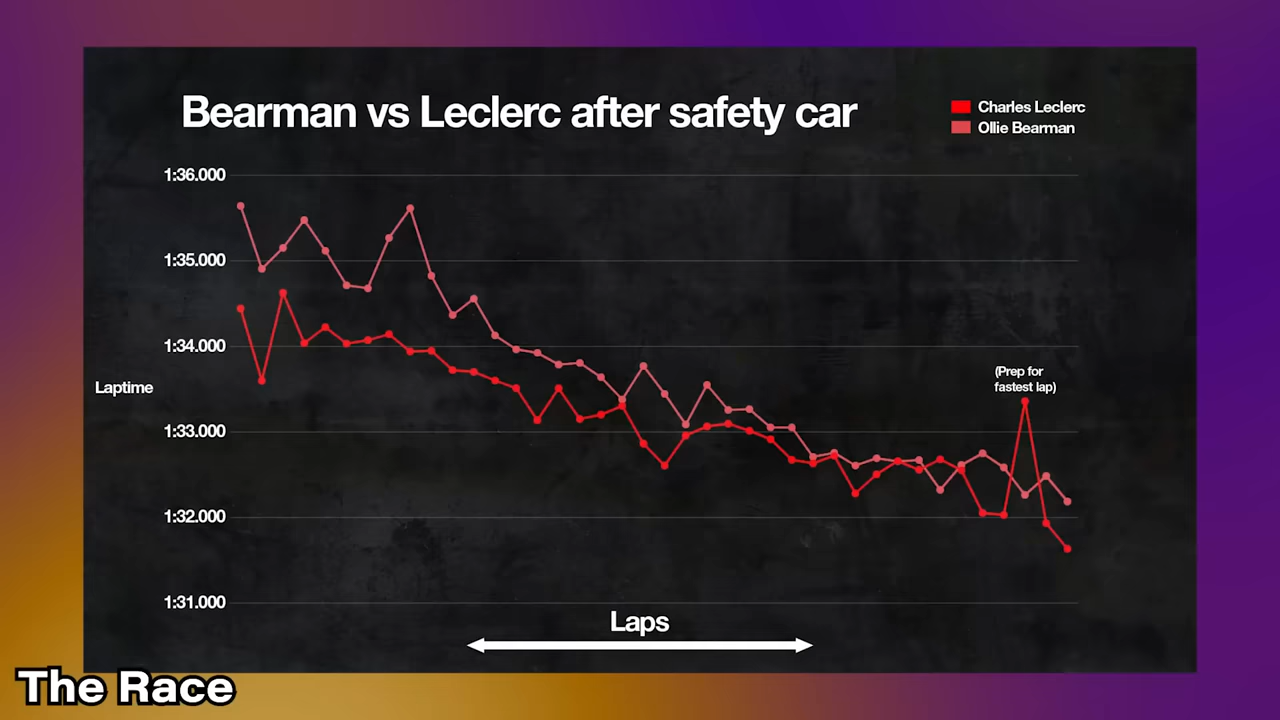 Bearman vs Leclerc after safety car
Charles Leclerc
Ollie Bearman
1:36.000
1:35.000
1:34.000
(Prep for
fastest lap)
Laptime
1:33.000
1:32.000
1:31.000
Laps
The Race